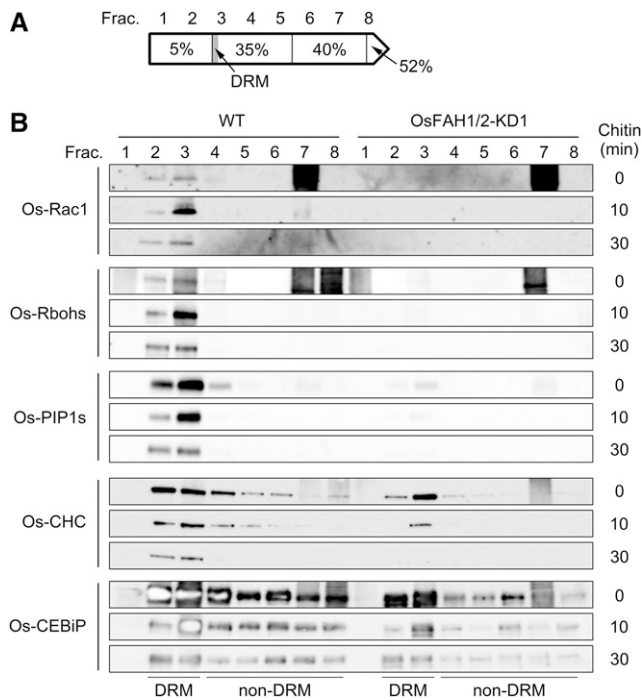 A
Frac. 1 2 3 4 5 6 7 8
5% 35% 40%
52%
DRM
B
WT OsFAH1/2-KD1
Chitin
(min)
Frac. 1 2 3 4 5 6 7 8 1 2 3 4 5 6 7 8
0
Os-Rac1 10
30
0
Os-Rbohs 10
30
0
Os-PIP1s 10
30
0
Os-CHC 10
30
0
Os-CEBiP 10
30
DRM non-DRM DRM non-DRM